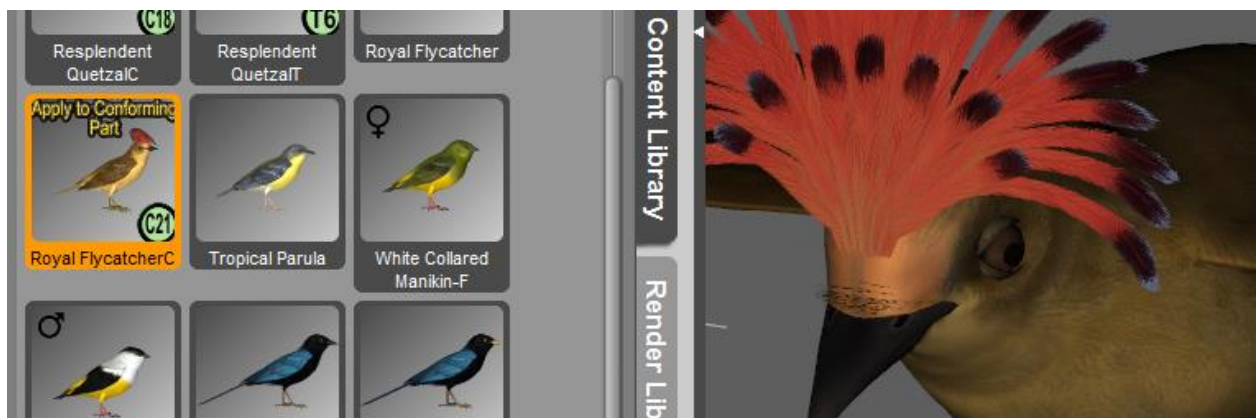 C18
T6
Resplendent
QuetzalC
Resplendent
QuetzalT
Royal Flycatcher
Apply to Conforming
Part
C21
Royal FlycatcherC
Tropical Parula
♀
White Collared
Manikin-F
♂
Content Library
Render Lib